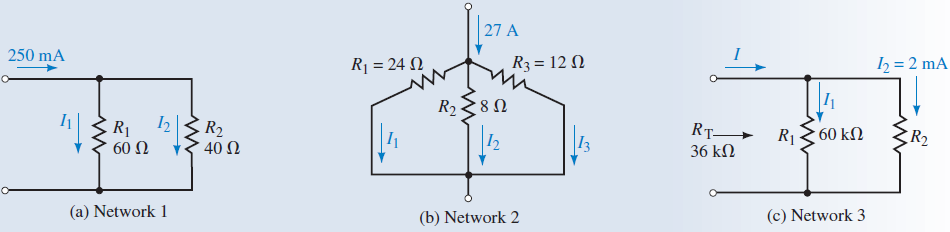 250 mA
I1
R1
60 Ω
I2
R2
40 Ω
(a) Network 1
27 A
R1 = 24 Ω
R3 = 12 Ω
R2
8 Ω
I1
I2
I3
(b) Network 2
I
I2 = 2 mA
I1
RT
36 kΩ
R1
60 kΩ
R2
(c) Network 3